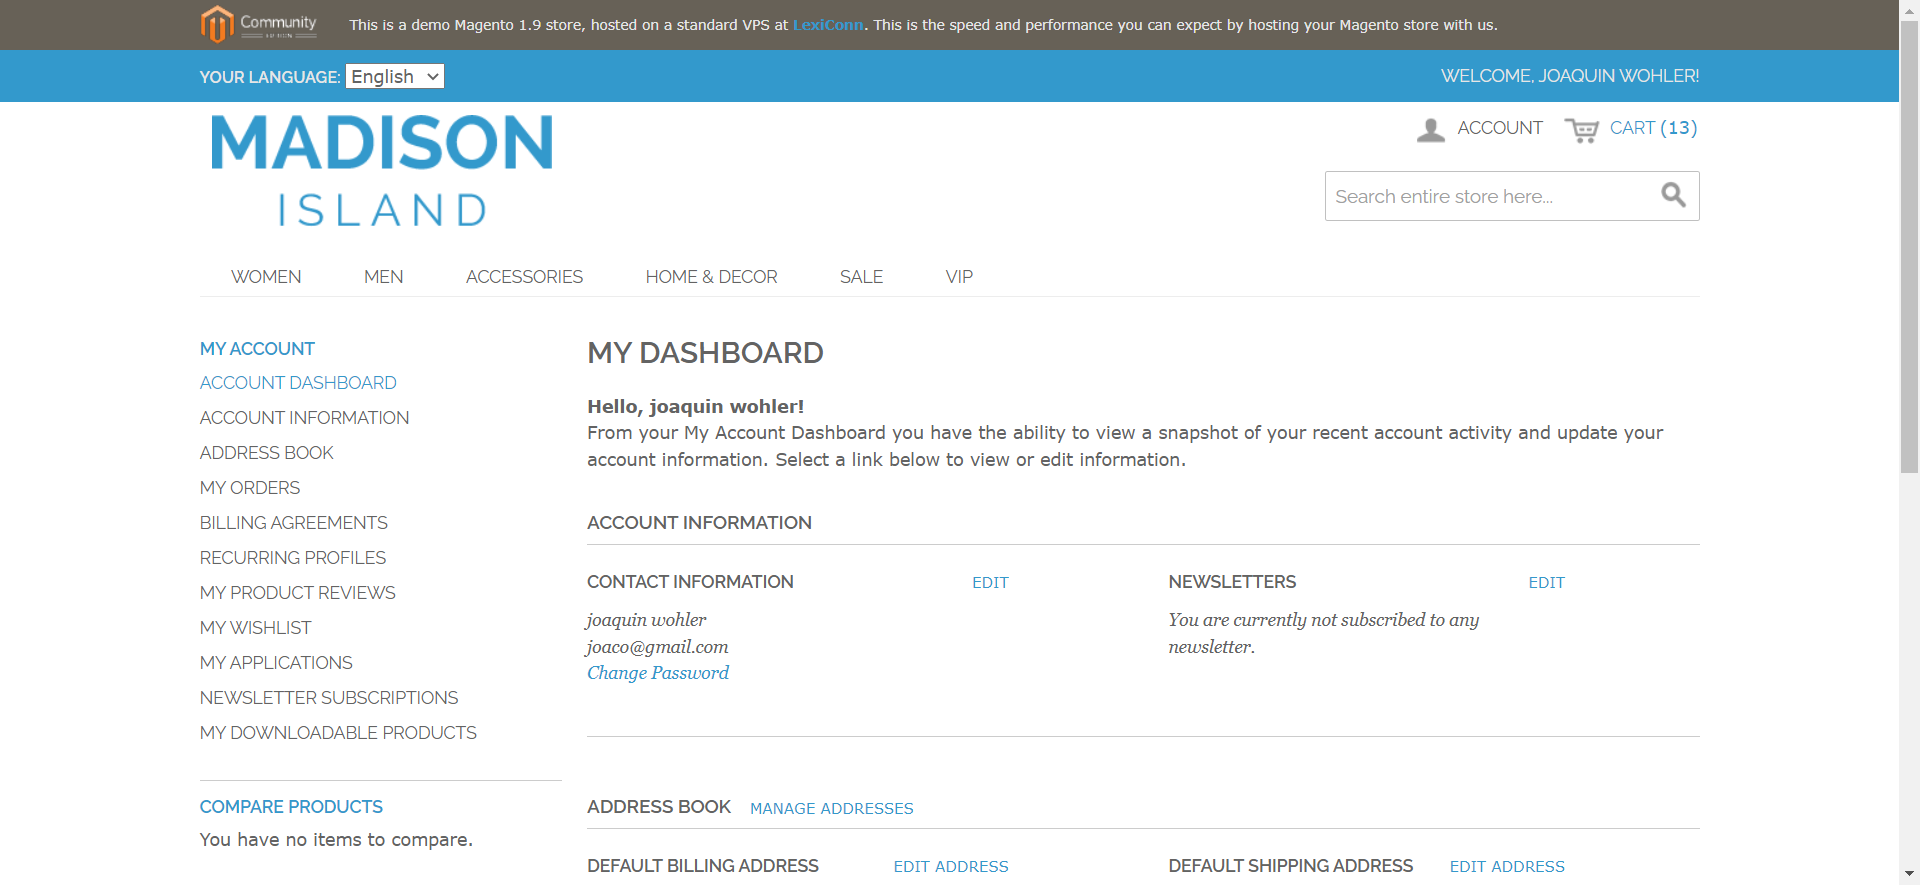 Community
This is a demo Magento 1.9 store, hosted on a standard VPS at LexiConn. This is the speed and performance you can expect by hosting your Magento store with us.
YOUR LANGUAGE: English
WELCOME, JOAQUIN WOHLER!
MADISON
ISLAND
ACCOUNT
CART (13)
Search entire store here...
WOMEN MEN ACCESSORIES HOME & DECOR SALE VIP
MY ACCOUNT
ACCOUNT DASHBOARD
ACCOUNT INFORMATION
ADDRESS BOOK
MY ORDERS
BILLING AGREEMENTS
RECURRING PROFILES
MY PRODUCT REVIEWS
MY WISHLIST
MY APPLICATIONS
NEWSLETTER SUBSCRIPTIONS
MY DOWNLOADABLE PRODUCTS
COMPARE PRODUCTS
You have no items to compare.
MY DASHBOARD
Hello, joaquin wohler!
From your My Account Dashboard you have the ability to view a snapshot of your recent account activity and update your
account information. Select a link below to view or edit information.
ACCOUNT INFORMATION
CONTACT INFORMATION EDIT
joaquin wohler
joaco@gmail.com
Change Password
NEWSLETTERS EDIT
You are currently not subscribed to any
newsletter.
ADDRESS BOOK MANAGE ADDRESSES
DEFAULT BILLING ADDRESS EDIT ADDRESS
DEFAULT SHIPPING ADDRESS EDIT ADDRESS